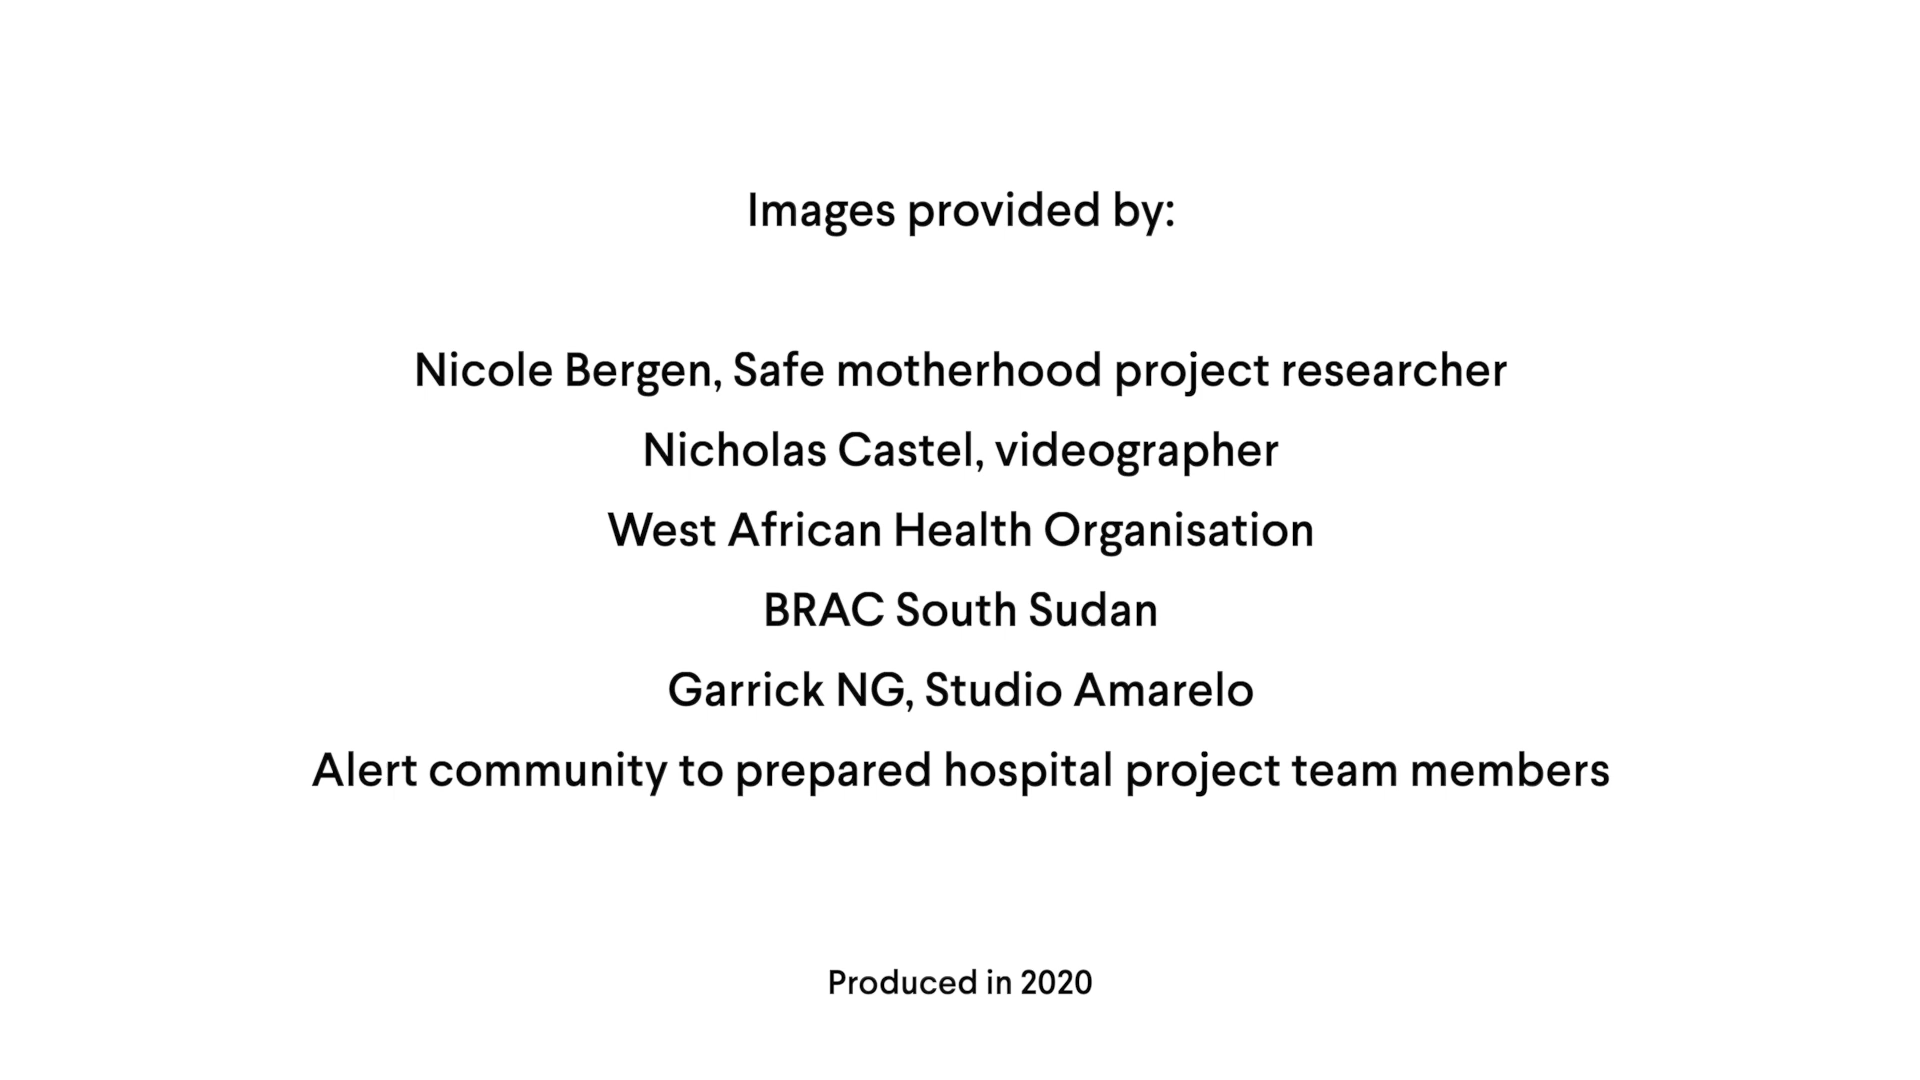 Images provided by:
Nicole Bergen, Safe motherhood project researcher
Nicholas Castel, videographer
West African Health Organisation
BRAC South Sudan
Garrick NG, Studio Amarelo
Alert community to prepared hospital project team members
Produced in 2020